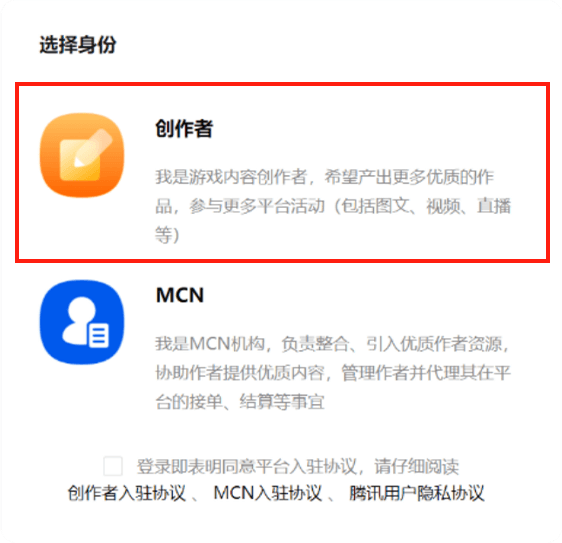 选择身份
创作者
我是游戏内容创作者，希望产出更多优质的作
品，参与更多平台活动（包括图文、视频、直播
等）
MCN
我是MCN机构，负责整合、引入优质作者资源，
协助作者提供优质内容，管理作者并代理其在平
台的接单、结算等事宜
登录即表明同意平台入驻协议，请仔细阅读
创作者入驻协议 、 MCN入驻协议 、 腾讯用户隐私协议